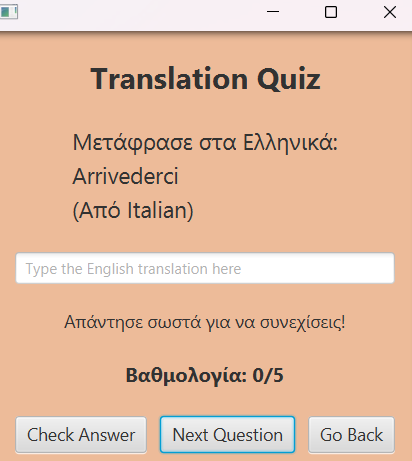 Translation Quiz
Μετάφρασε στα Ελληνικά:
Arrivederci
(Από Italian)
Type the English translation here
Απάντησε σωστά για να συνεχίσεις!
Βαθμολογία: 0/5
Check Answer Next Question Go Back